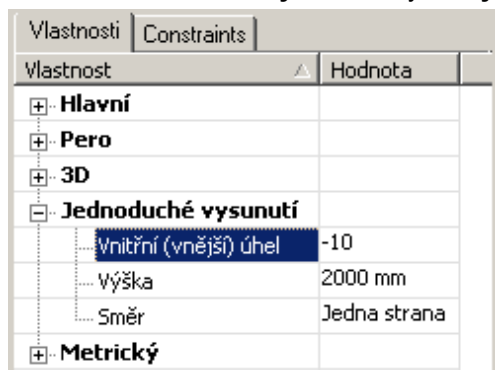 Vlastnosti Constraints
Vlastnost Hodnota
Hlavní
Pero
3D
Jednoduché vysunutí
Vnitřní (vnější) úhel -10
Výška 2000 mm
Směr Jedna strana
Metrický